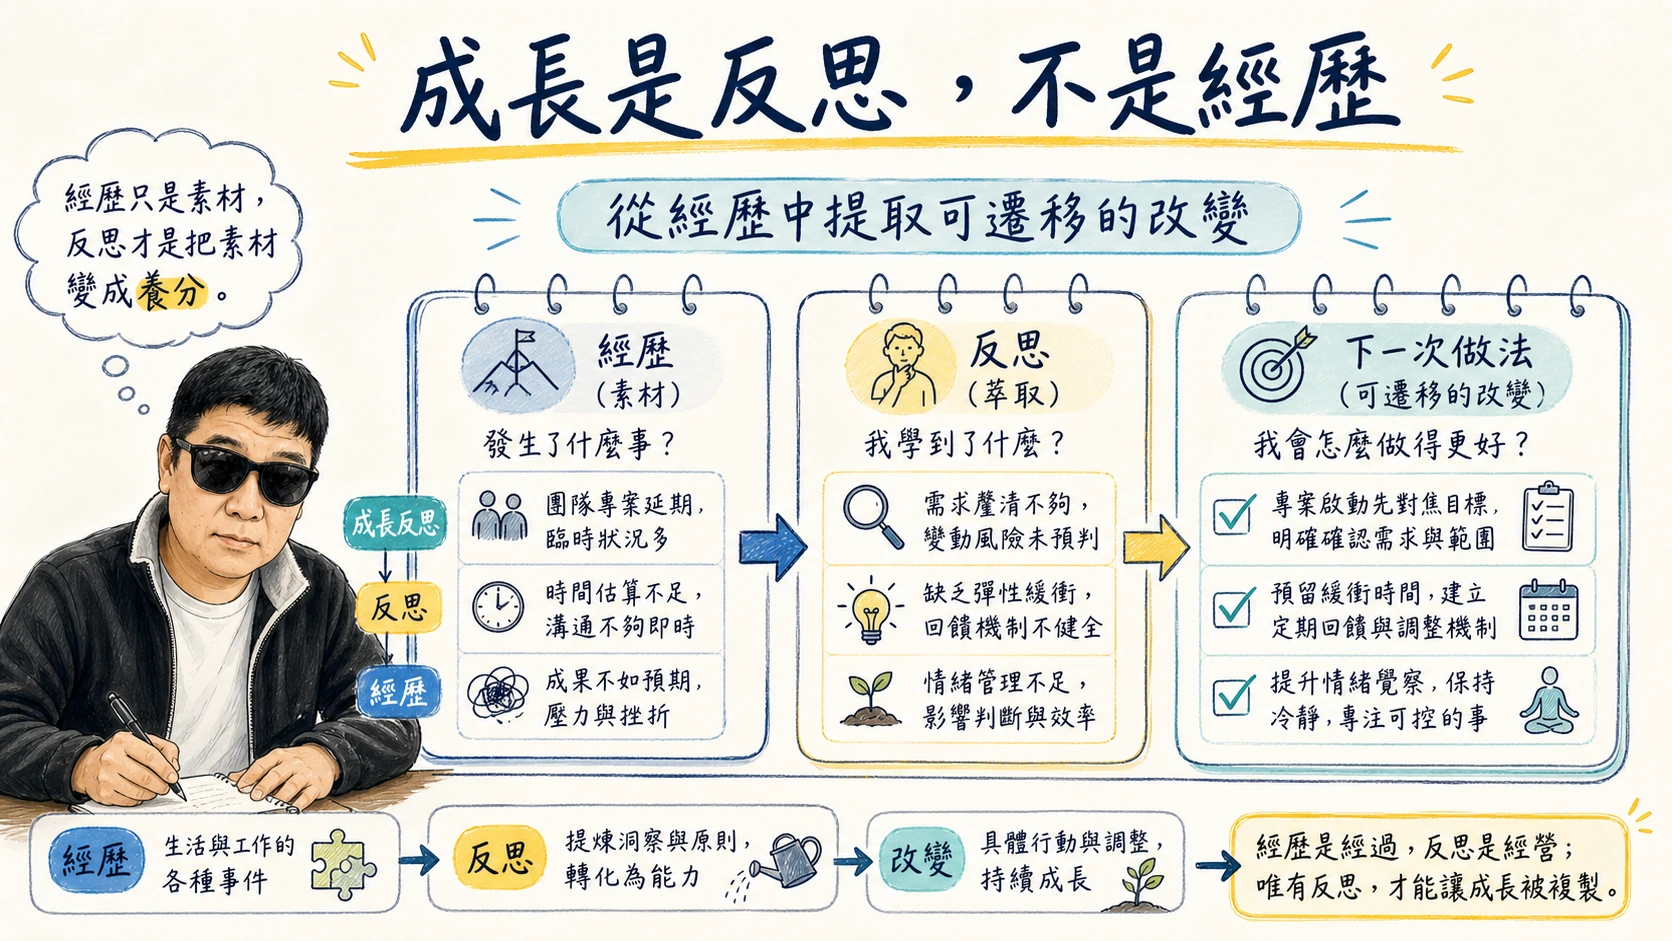 成長是反思，不是經歷
從經歷中提取可遷移的改變
經歷只是素材，
反思才是把素材
變成養分。
成長反思
反思
經歷
經歷
（素材）
發生了什麼事？
團隊專案延期，
臨時狀況多
時間估算不足，
溝通不夠即時
成果不如預期，
壓力與挫折
反思
（萃取）
我學到了什麼？
需求釐清不夠，
變動風險未預判
缺乏彈性緩衝，
回饋機制不健全
情緒管理不足，
影響判斷與效率
下一次做法
（可遷移的改變）
我會怎麼做得更好？
專案啟動先對焦目標，
明確確認需求與範圍
預留緩衝時間，建立
定期回饋與調整機制
提升情緒覺察，保持
冷靜，專注可控的事
經歷
生活與工作的
各種事件
反思
提煉洞察與原則，
轉化為能力
改變
具體行動與調整，
持續成長
經歷是經過，反思是經營；
唯有反思，才能讓成長被複製。